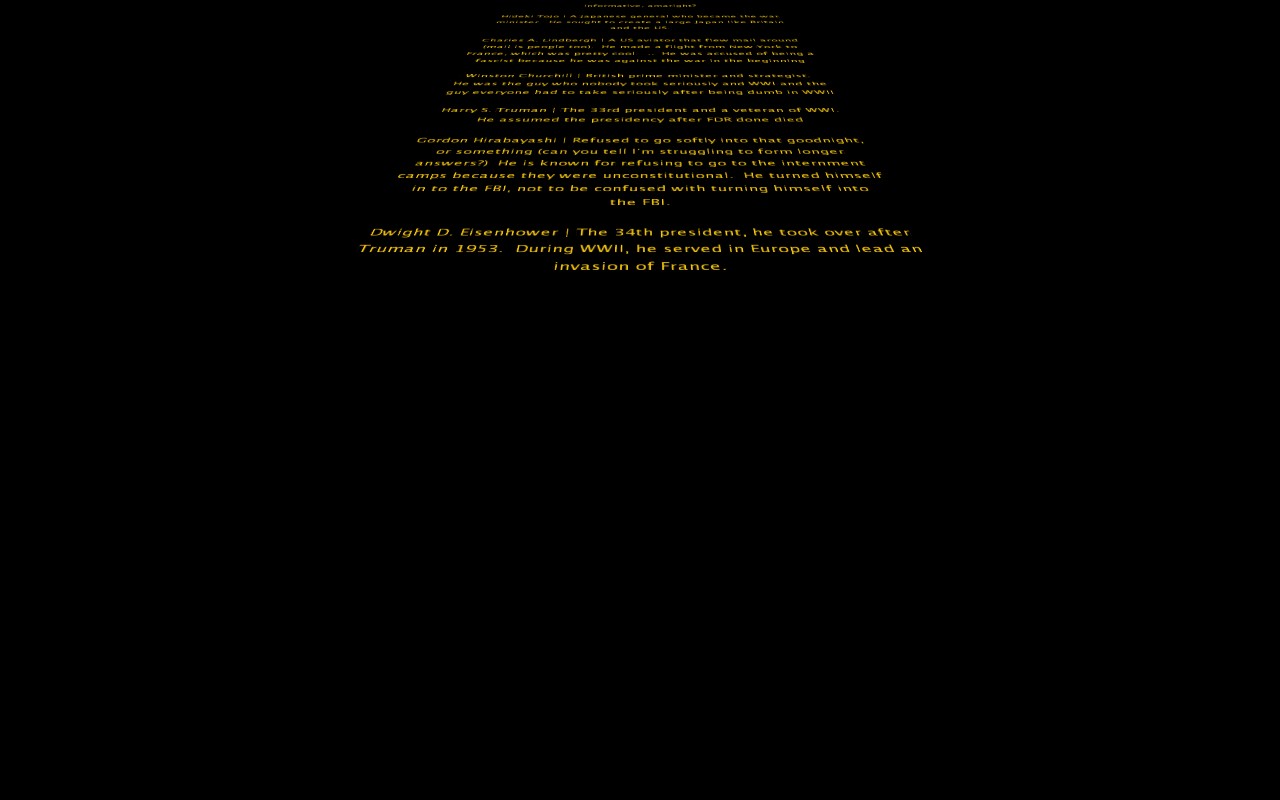 informative, amaright?
Hideki Tojo | A Japanese general who became the war
minister. He sought to create a large Japan like Britain
and the US.
Charles A. Lindbergh | A US aviator that flew mail around
(mail is people too). He made a flight from New York to
France, which was pretty cool ... He was accused of being a
fascist because he was against the war in the beginning
Winston Churchill | British prime minister and strategist.
He was the guy who nobody took seriously and WWI and the
guy everyone had to take seriously after being dumb in WWII
Harry S. Truman | The 33rd president and a veteran of WWI.
He assumed the presidency after FDR done died
Gordon Hirabayashi | Refused to go softly into that goodnight,
or something (can you tell I'm struggling to form longer
answers?) He is known for refusing to go to the internment
camps because they were unconstitutional. He turned himself
in to the FBI, not to be confused with turning himself into
the FBI.
Dwight D. Eisenhower | The 34th president, he took over after
Truman in 1953. During WWII, he served in Europe and lead an
invasion of France.